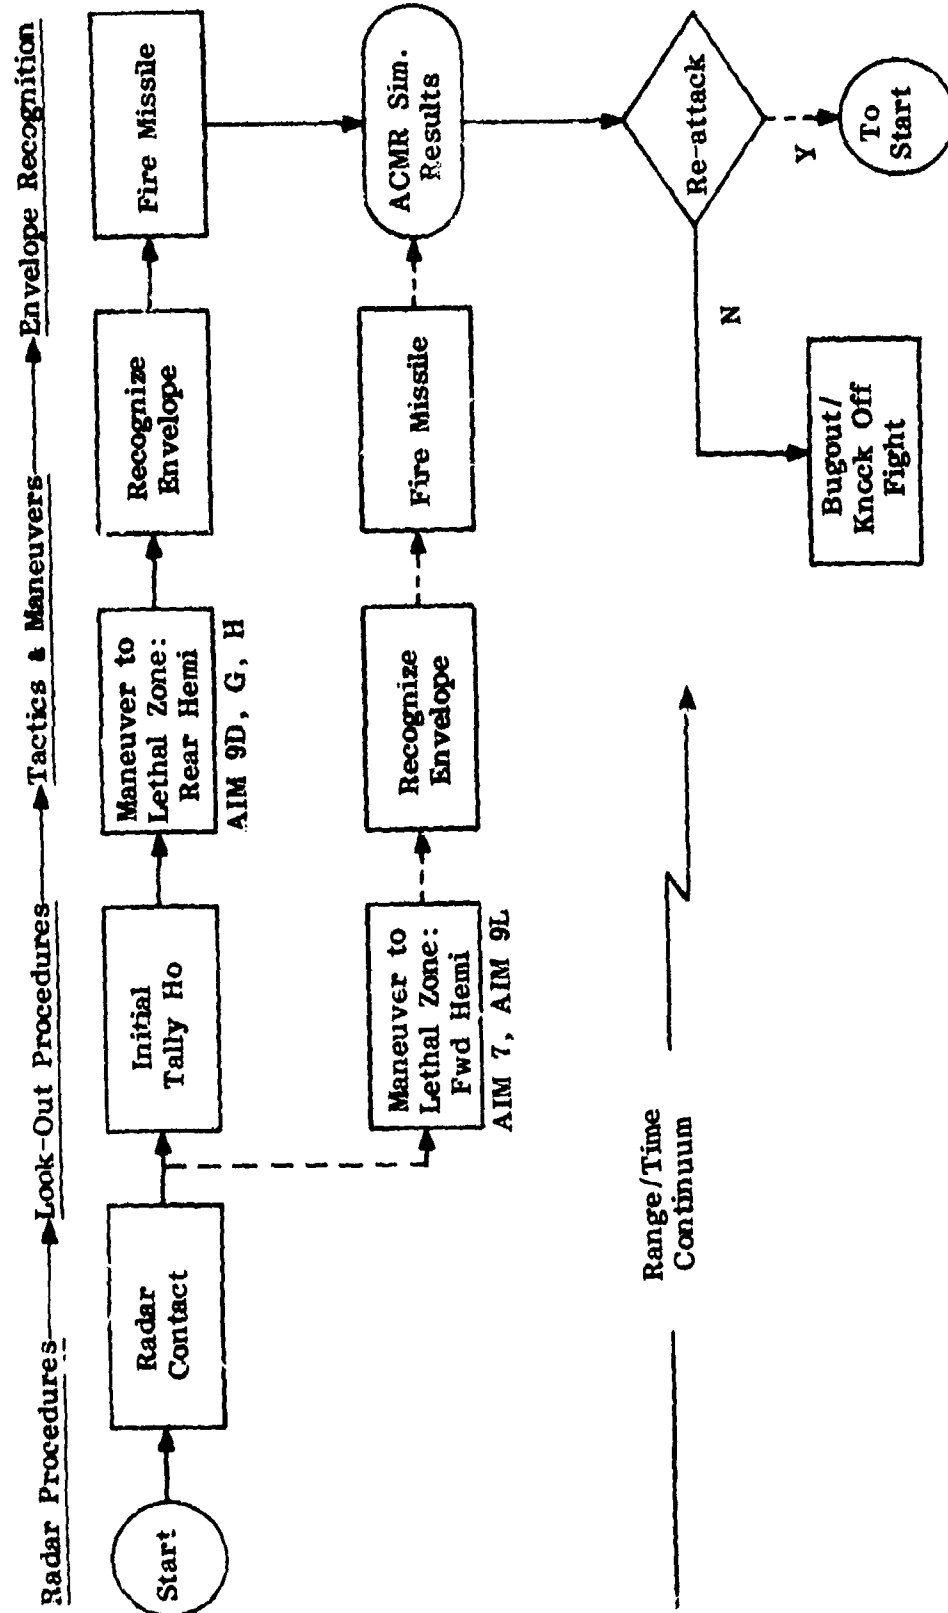 Radar Procedures
Look-Out Procedures
Tactics & Maneuvers
Envelope Recognition
Start
Radar
Contact
Initial
Tally Ho
Maneuver to
Lethal Zone:
Rear Hemi
AIM 9D, G, H
Recognize
Envelope
Fire Missile
Maneuver to
Lethal Zone:
Fwd Hemi
AIM 7, AIM 9L
Recognize
Envelope
Fire Missile
ACMR Sim.
Results
Re-attack
N
Y
Bugout/
Knock Off
Fight
To
Start
Range/Time
Continuum